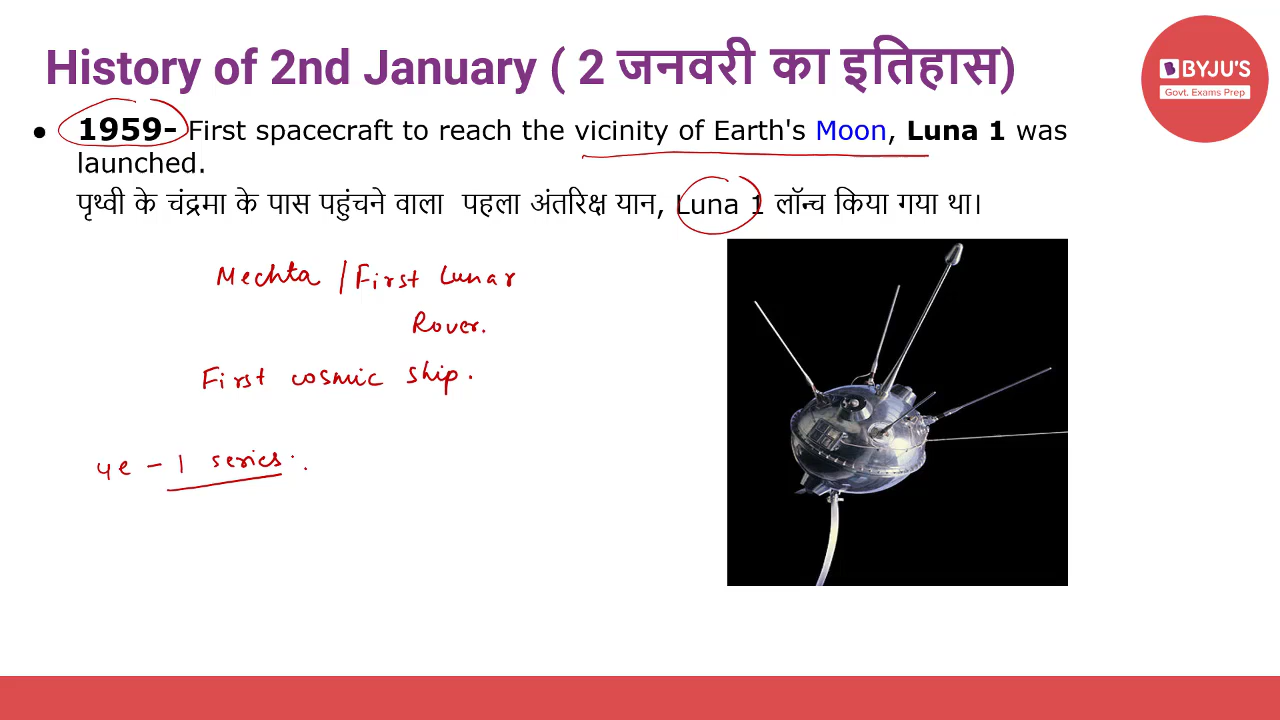 History of 2nd January ( 2 जनवरी का इतिहास)
BYJU'S
Govt. Exams Prep
● 1959- First spacecraft to reach the vicinity of Earth's Moon, Luna 1 was
launched.
पृथ्वी के चंद्रमा के पास पहुंचने वाला पहला अंतरिक्ष यान, Luna 1 लॉन्च किया गया था।
Mechta / First Lunar
Rover.
First cosmic ship.
4e - 1 series.